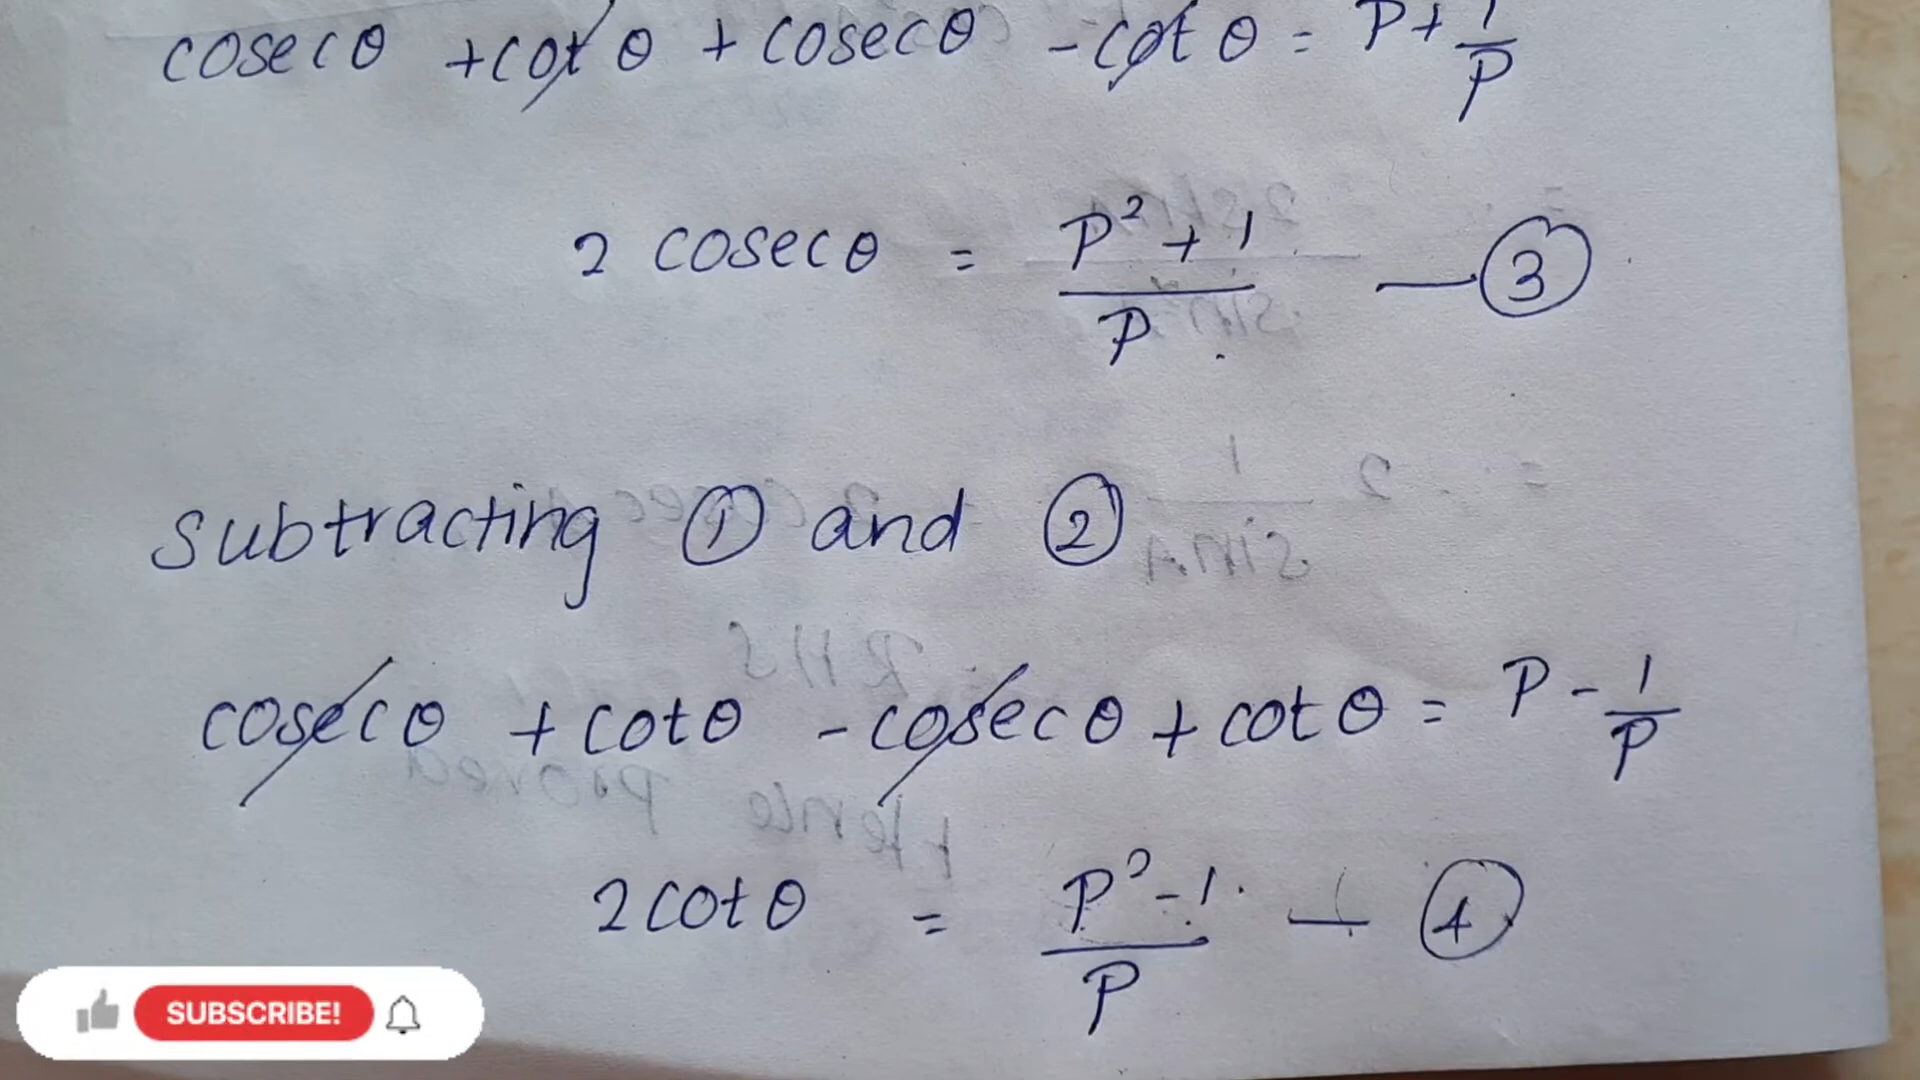 cosecθ + cotθ + cosecθ - cotθ = P + 1/P
2 cosecθ = P² + 1 / P — ③
subtracting ① and ②
cosecθ + cotθ - cosecθ + cotθ = P - 1/P
2cotθ = P² - 1 / P — ④
SUBSCRIBE!